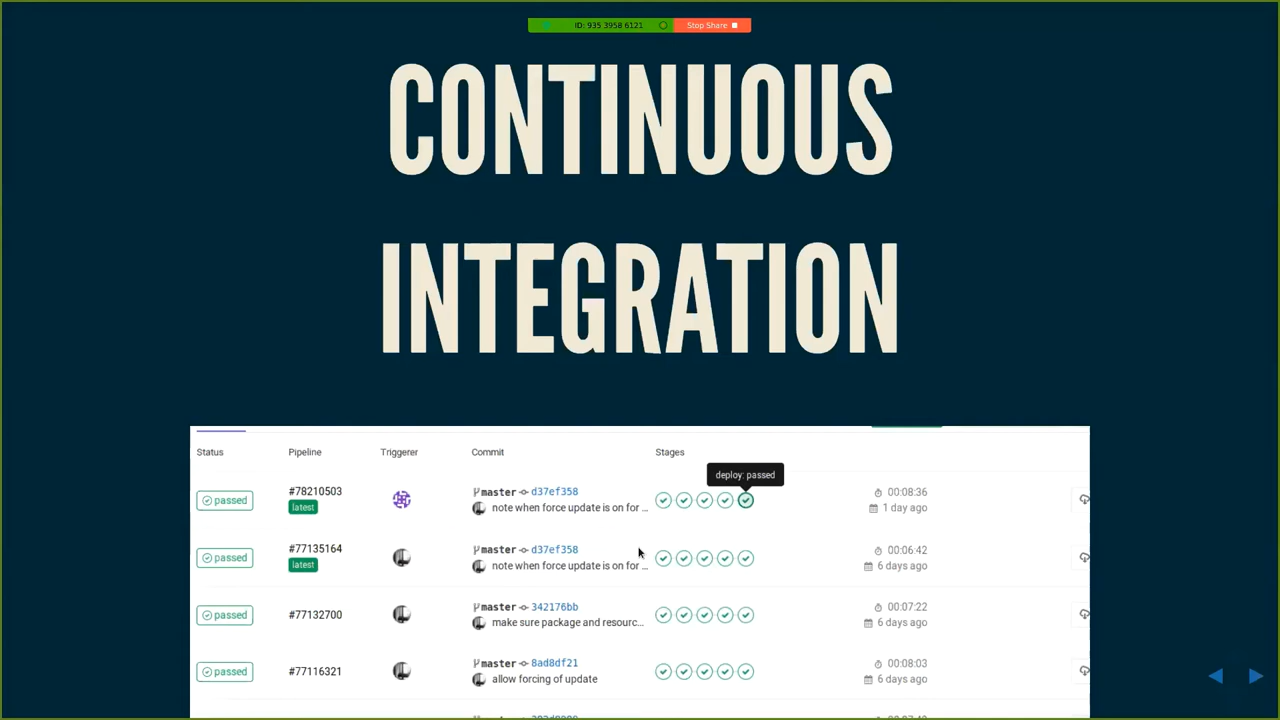 ID: 935 3958 6121 Stop Share
CONTINUOUS
INTEGRATION
Status Pipeline Triggerer Commit Stages
deploy: passed
passed #78210503 master d37ef358 00:08:36
latest note when force update is on for ... 1 day ago
passed #77135164 master d37ef358 00:06:42
latest note when force update is on for ... 6 days ago
passed #77132700 master 342176bb 00:07:22
make sure package and resourc... 6 days ago
passed #77116321 master 8ad8df21 00:08:03
allow forcing of update 6 days ago